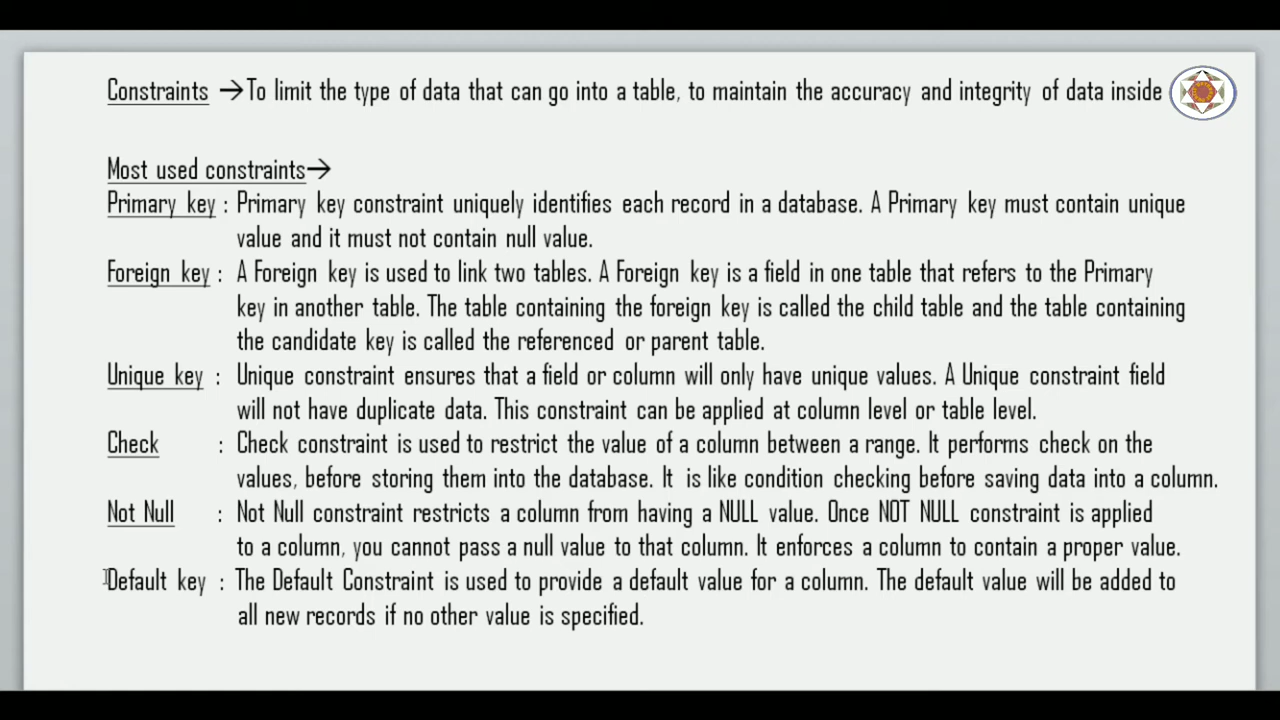 Constraints →To limit the type of data that can go into a table, to maintain the accuracy and integrity of data inside
Most used constraints→
Primary key : Primary key constraint uniquely identifies each record in a database. A Primary key must contain unique
value and it must not contain null value.
Foreign key : A Foreign key is used to link two tables. A Foreign key is a field in one table that refers to the Primary
key in another table. The table containing the foreign key is called the child table and the table containing
the candidate key is called the referenced or parent table.
Unique key : Unique constraint ensures that a field or column will only have unique values. A Unique constraint field
will not have duplicate data. This constraint can be applied at column level or table level.
Check : Check constraint is used to restrict the value of a column between a range. It performs check on the
values, before storing them into the database. It is like condition checking before saving data into a column.
Not Null : Not Null constraint restricts a column from having a NULL value. Once NOT NULL constraint is applied
to a column, you cannot pass a null value to that column. It enforces a column to contain a proper value.
Default key : The Default Constraint is used to provide a default value for a column. The default value will be added to
all new records if no other value is specified.